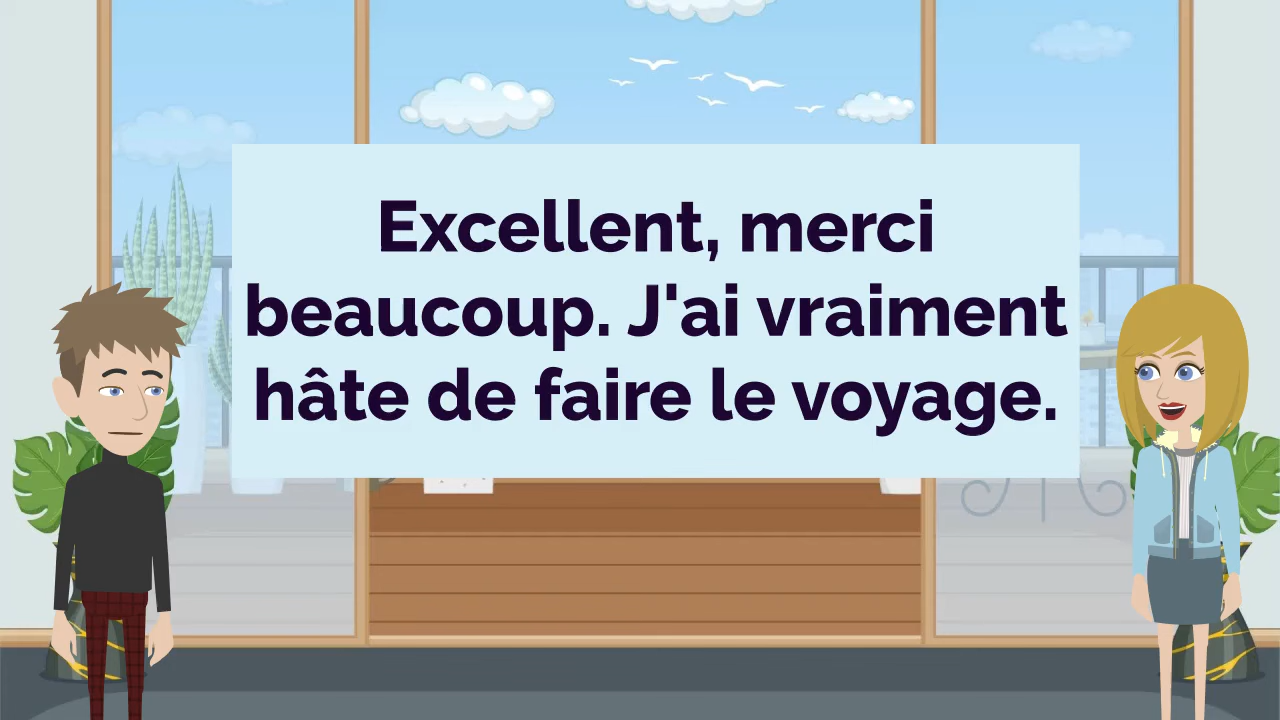 Excellent, merci
beaucoup. J'ai vraiment
hâte de faire le voyage.